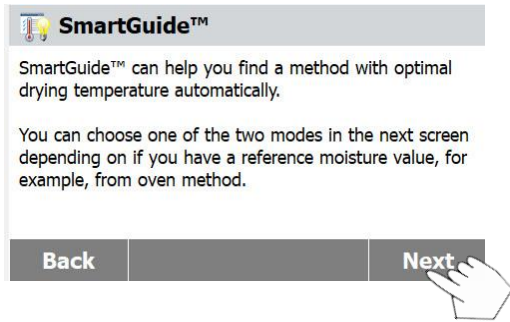 SmartGuide™
SmartGuide™ can help you find a method with optimal
drying temperature automatically.
You can choose one of the two modes in the next screen
depending on if you have a reference moisture value, for
example, from oven method.
Back
Next